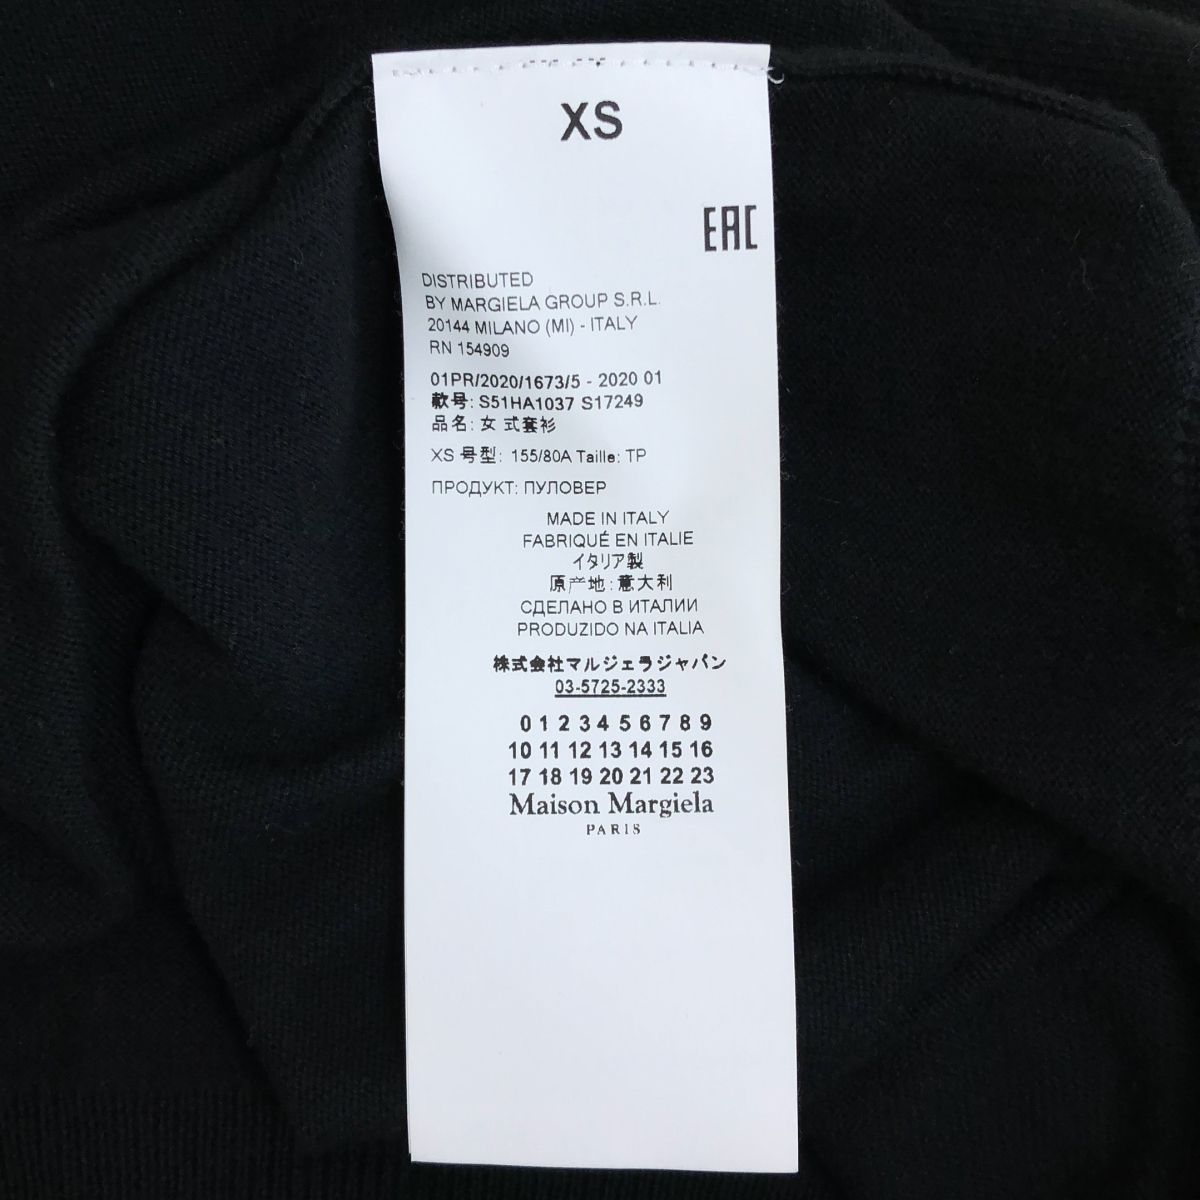 XS
EAC
DISTRIBUTED
BY MARGIELA GROUP S.R.L.
20144 MILANO (MI) - ITALY
RN 154909
01PR/2020/1673/5 - 2020 01
款号: S51HA1037 S17249
品名: 女 式套衫
XS 号型: 155/80A Taille: TP
ПРОДУКТ: ПУЛОВЕР
MADE IN ITALY
FABRIQUÉ EN ITALIE
イタリア製
原产地: 意大利
СДЕЛАНО В ИТАЛИИ
PRODUZIDO NA ITALIA
株式会社マルジェラジャパン
03-5725-2333
0 1 2 3 4 5 6 7 8 9
10 11 12 13 14 15 16
17 18 19 20 21 22 23
Maison Margiela
PARIS